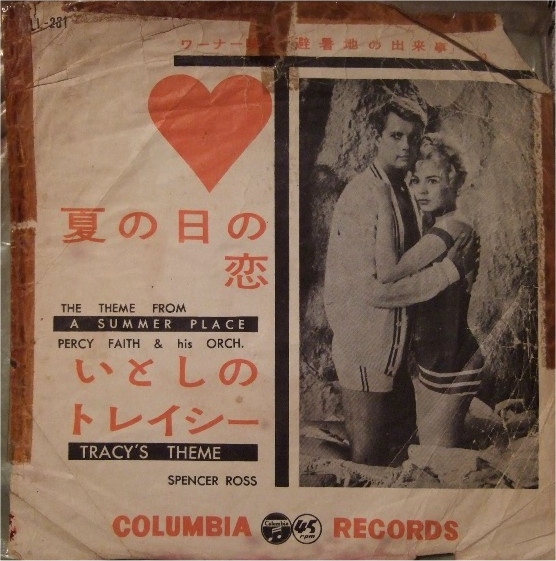 LL-281
ワーナー 避暑地の出来事
夏の日の
恋
THE THEME FROM
A SUMMER PLACE
PERCY FAITH & his ORCH.
いとしの
トレイシー
TRACY'S THEME
SPENCER ROSS
COLUMBIA Columbia 45 rpm RECORDS